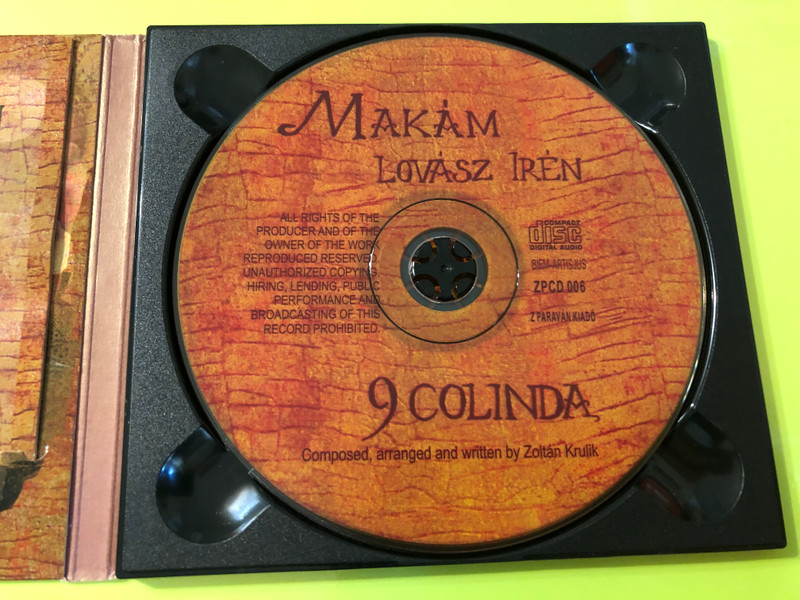 MAKÁM
LOVÁSZ IRÉN
ALL RIGHTS OF THE
PRODUCER AND OF THE
OWNER OF THE WORK
REPRODUCED RESERVED.
UNAUTHORIZED COPYING,
HIRING, LENDING, PUBLIC
PERFORMANCE AND
BROADCASTING OF THIS
RECORD PROHIBITED.
COMPACT
disc
DIGITAL AUDIO
BIEM-ARTISJUS
ZPCD 006
Z PARAVÁN KIADÓ
9 COLINDA
Composed, arranged and written by Zoltán Krulik